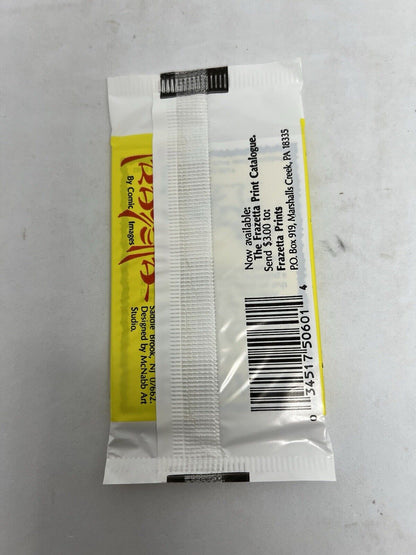 Now available:
The Frazetta Print Catalogue.
Send $3.00 to:
Frazetta Prints
P.O. Box 919, Marshalls Creek, PA 18335
0 34517 50601 4
By Comic Images
Saddle Brook, NJ 07662.
Designed by McNabb Art
Studio.